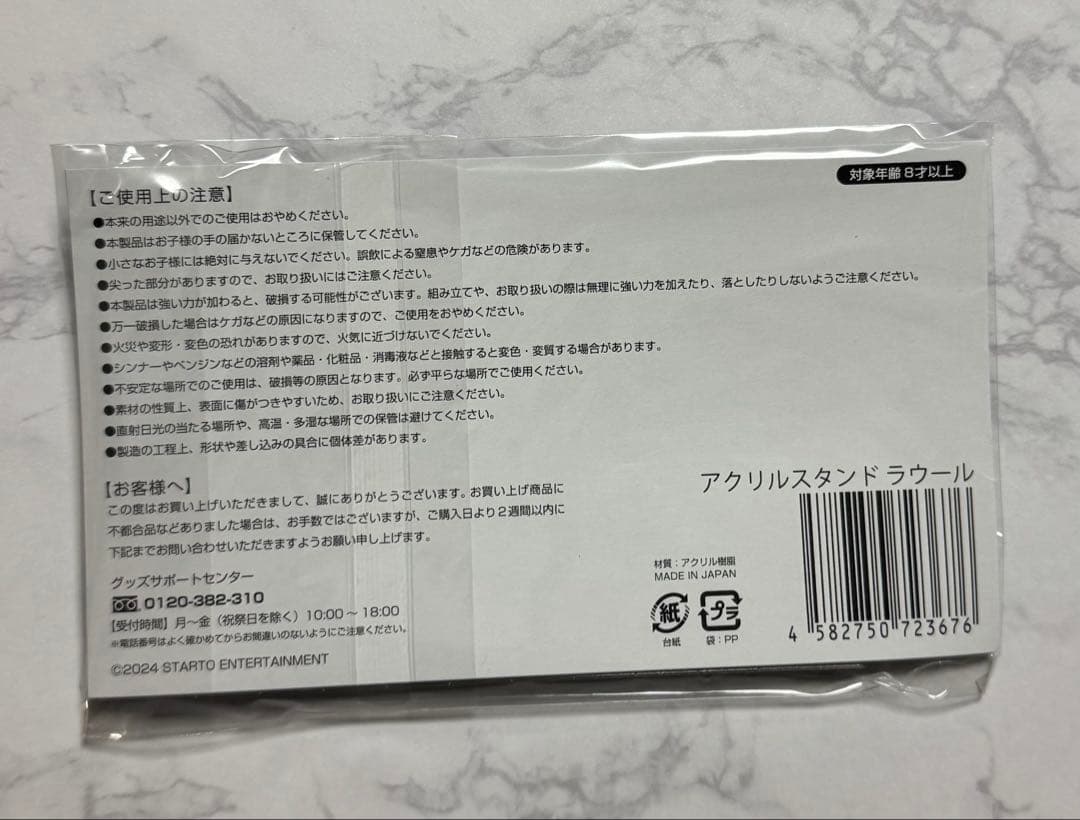 対象年齢 8才以上
【ご使用上の注意】
●本来の用途以外でのご使用はおやめください。
●本製品はお子様の手の届かないところに保管してください。
●小さなお子様には絶対に与えないでください。誤飲による窒息やケガなどの危険があります。
●尖った部分がありますので、お取り扱いにはご注意ください。
●本製品は強い力が加わると、破損する可能性がございます。組み立てや、お取り扱いの際は無理に強い力を加えたり、落としたりしないようご注意ください。
●万一破損した場合はケガなどの原因になりますので、ご使用をおやめください。
●火災や変形・変色の恐れがありますので、火気に近づけないでください。
●シンナーやベンジンなどの溶剤や薬品・化粧品・消毒液などと接触すると変色・変質する場合があります。
●不安定な場所でのご使用は、破損等の原因となります。必ず平らな場所でご使用ください。
●素材の性質上、表面に傷がつきやすいため、お取り扱いにご注意ください。
●直射日光の当たる場所や、高温・多湿な場所での保管は避けてください。
●製造の工程上、形状や差し込みの具合に個体差があります。
【お客様へ】
この度はお買い上げいただきまして、誠にありがとうございます。お買い上げ商品に
不都合品などありました場合は、お手数ではございますが、ご購入日より2週間以内に
下記までお問い合わせいただきますようお願い申し上げます。
グッズサポートセンター
0120-382-310
【受付時間】月～金（祝祭日を除く）10:00～18:00
※電話番号はよく確かめてからお間違いのないようにご注意ください。
©2024 STARTO ENTERTAINMENT
アクリルスタンド ラウール
材質：アクリル樹脂
MADE IN JAPAN
紙
台紙
プラ
袋：PP
4 582750 723676